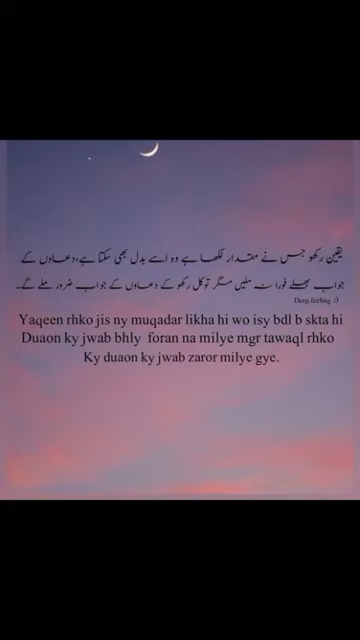 یقین رکھو جس نے مقدار لکھا ہے وہ اسے بدل بھی سکتا ہے،دعاوں کے
جواب بھلے فورا نہ ملیں مگر توکل رکھو کے دعاوں کے جواب ضرور ملے گے۔
Deep feeling :)
Yaqeen rhko jis ny muqadar likha hi wo isy bdl b skta hi
Duaon ky jwab bhly foran na milye mgr tawaql rhko
Ky duaon ky jwab zaror milye gye.